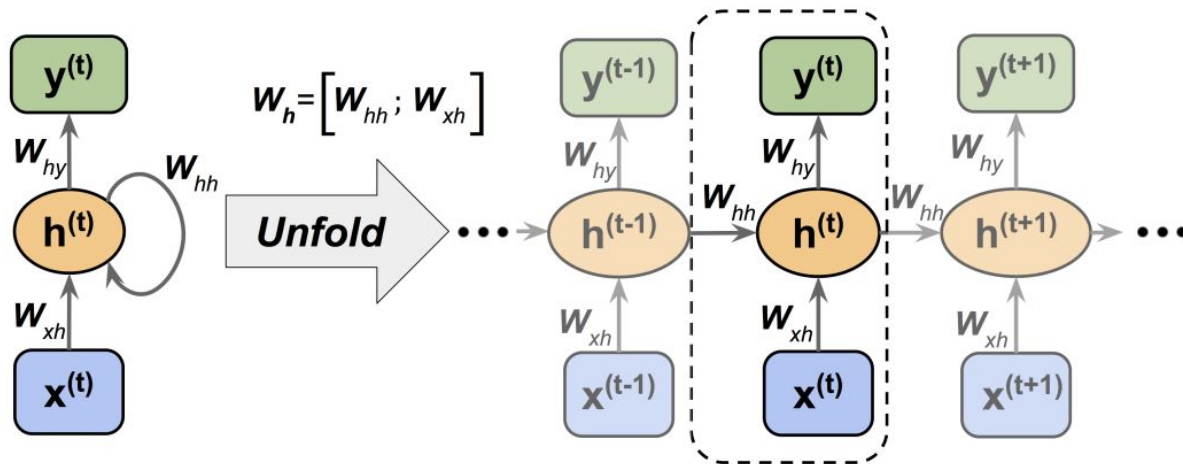 y(t)
W_hy
W_hh
h(t)
W_xh
x(t)
W_h=[W_hh ; W_xh]
Unfold
•••
y(t-1)
y(t)
y(t+1)
W_hy
W_hy
W_hy
W_hh
W_hh
h(t-1)
h(t)
h(t+1)
•••
W_xh
W_xh
W_xh
x(t-1)
x(t)
x(t+1)